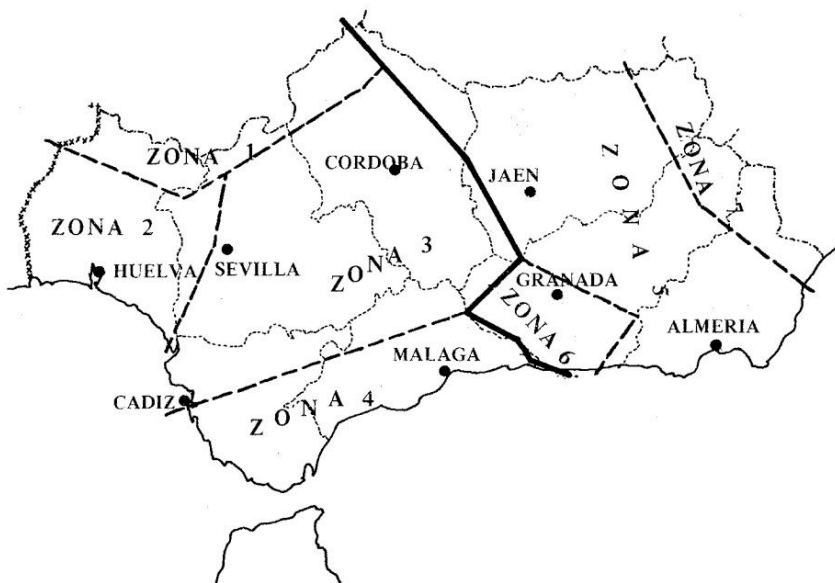 ZONA 1
CORDOBA
JAEN
ZONA 5
ZONA 7
ZONA 2
HUELVA
SEVILLA
ZONA 3
GRANADA
ZONA 6
ALMERIA
MALAGA
CADIZ
ZONA 4